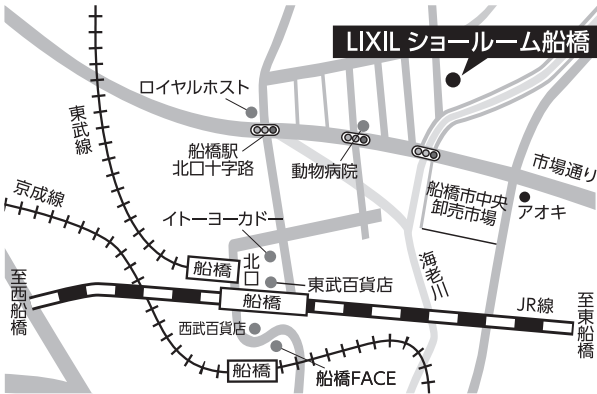 LIXIL ショールーム船橋
ロイヤルホスト
東武線
船橋駅
北口十字路
動物病院
市場通り
京成線
船橋市中央
卸売市場
アオキ
イトーヨーカドー
海老川
船橋
北口
東武百貨店
至西船橋
船橋
JR線
至東船橋
西武百貨店
船橋
船橋FACE